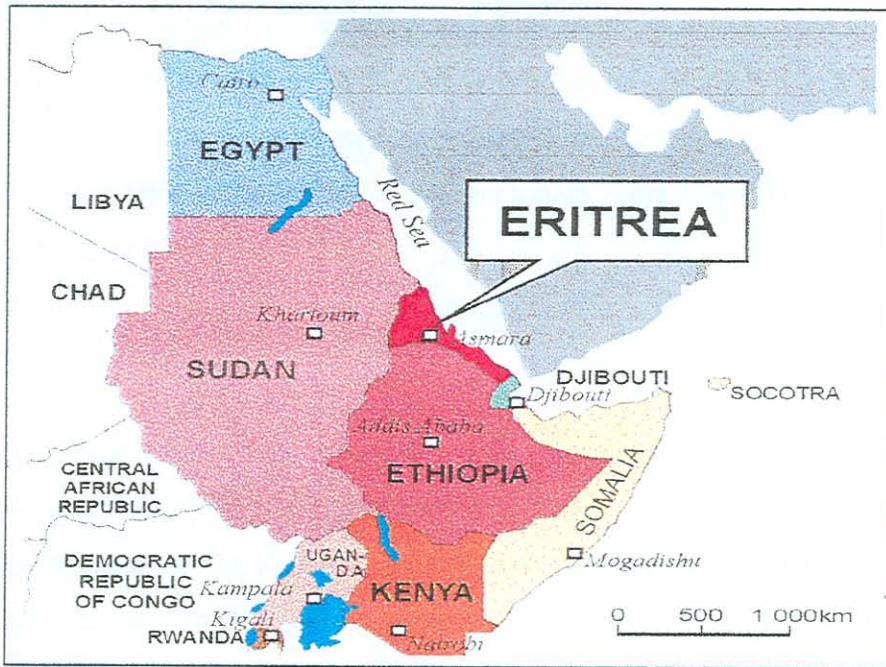 Cairo
EGYPT
LIBYA
Red Sea
ERITREA
CHAD
Khartoum
Asmara
SUDAN
DJIBOUTI
Djibouti
SOCOTRA
Addis Ababa
ETHIOPIA
CENTRAL
AFRICAN
REPUBLIC
SOMALIA
UGAN-
DA
DEMOCRATIC
REPUBLIC
OF CONGO
Mogadishu
Kampala
KENYA
Kigali
RWANDA
Nairobi
0 500 1 000km